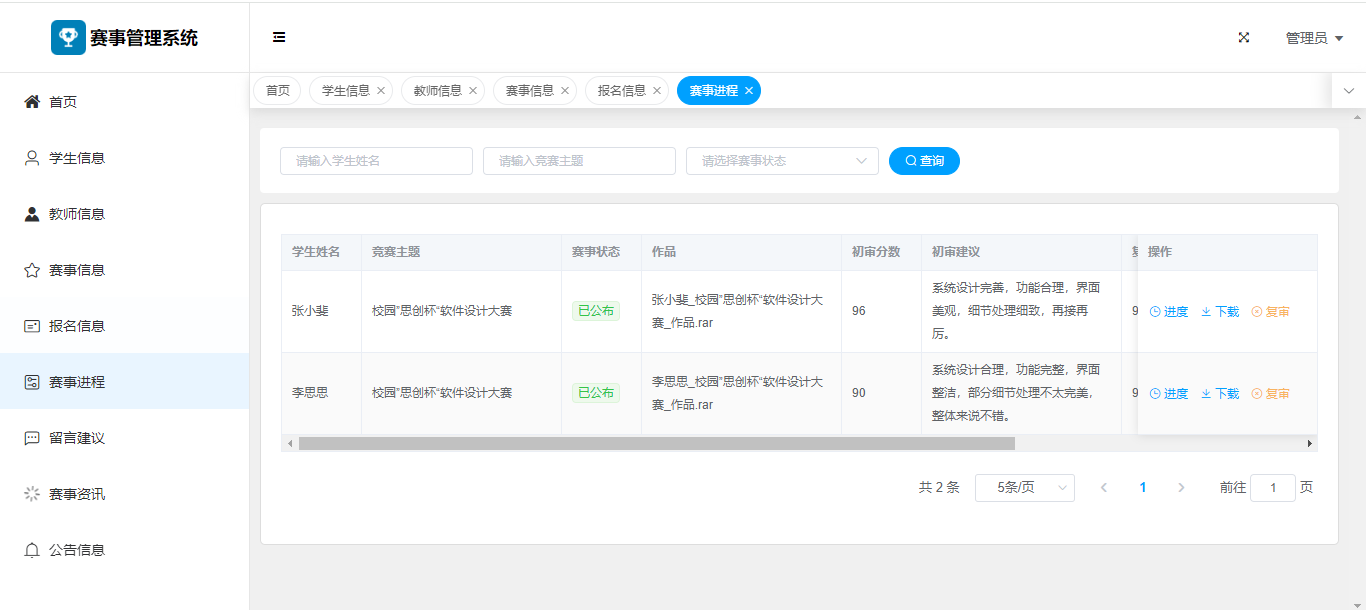 赛事管理系统
管理员
首页
学生信息
教师信息
赛事信息
报名信息
赛事进程
留言建议
赛事资讯
公告信息
首页 学生信息 教师信息 赛事信息 报名信息 赛事进程
请输入学生姓名 请输入竞赛主题 请选择赛事状态 查询
学生姓名 竞赛主题 赛事状态 作品 初审分数 初审建议 操作
张小斐 校园"思创杯"软件设计大赛 已公布
张小斐_校园"思创杯"软件设计大
赛_作品.rar
96
系统设计完善，功能合理，界面
美观，细节处理细致，再接再
厉。
9 进度 下载 复审
李思思 校园"思创杯"软件设计大赛 已公布
李思思_校园"思创杯"软件设计大
赛_作品.rar
90
系统设计合理，功能完整，界面
整洁，部分细节处理不太完美，
整体来说不错。
9 进度 下载 复审
共 2 条 5条/页 1 前往 1 页